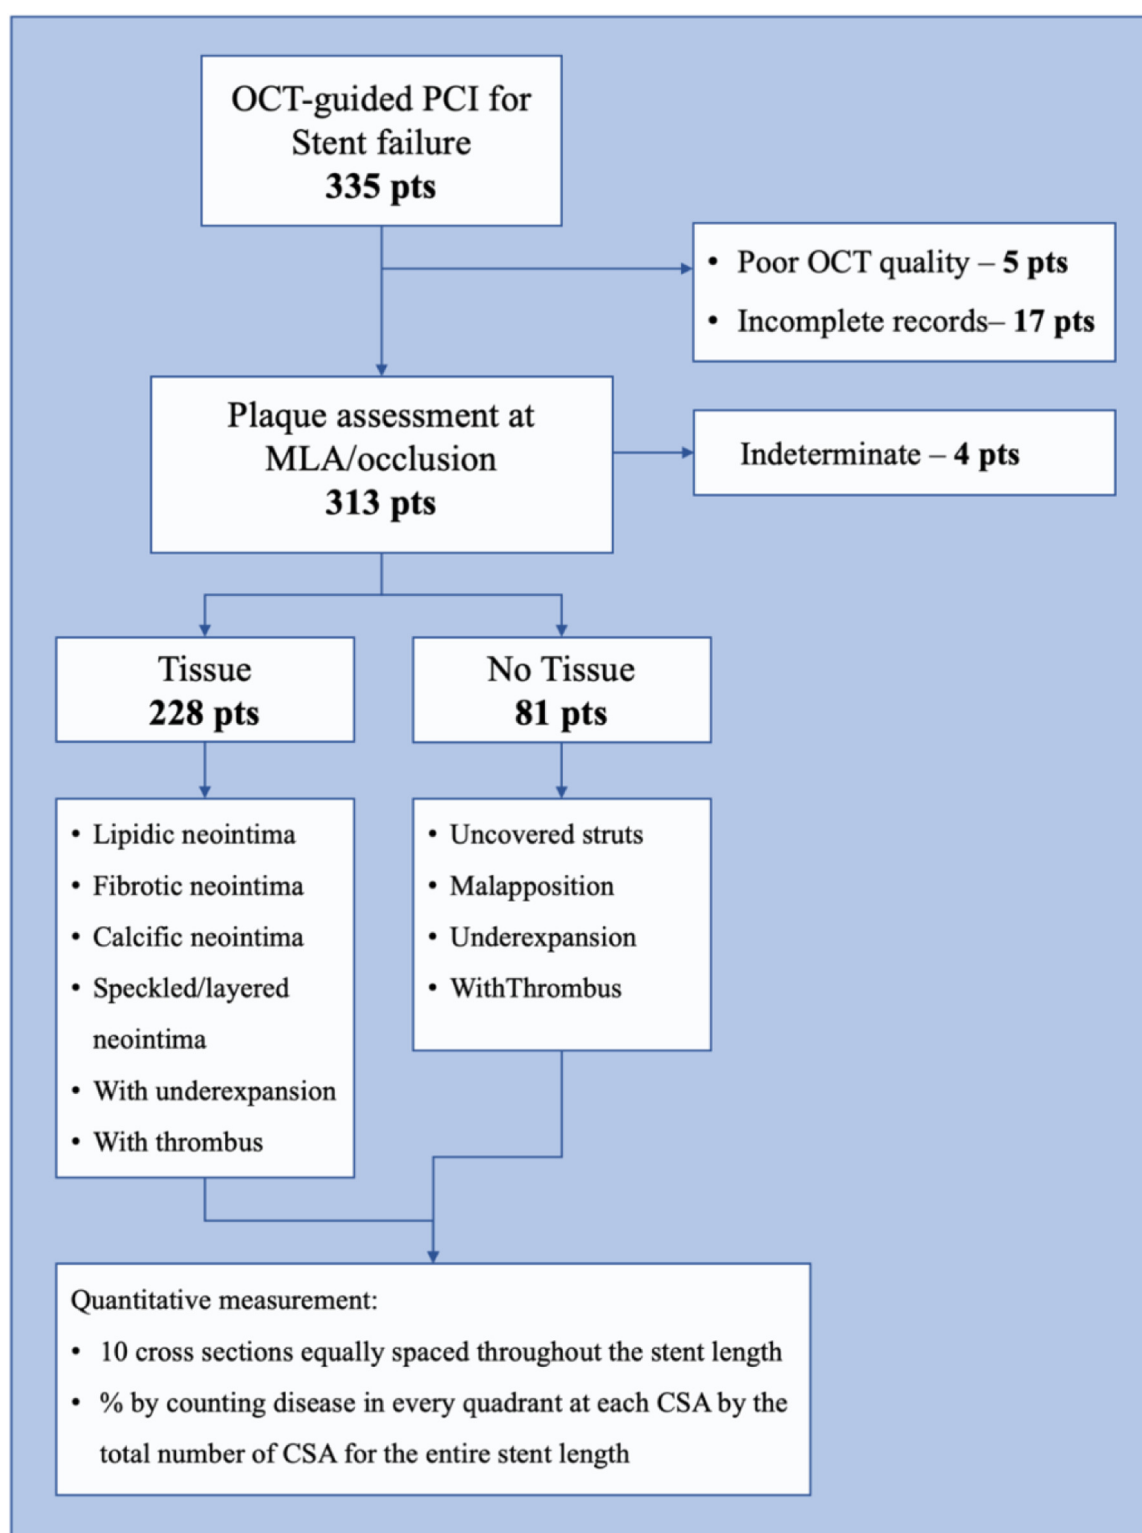 OCT-guided PCI for
Stent failure
335 pts
• Poor OCT quality – 5 pts
• Incomplete records– 17 pts
Plaque assessment at
MLA/occlusion
313 pts
Indeterminate – 4 pts
Tissue
228 pts
No Tissue
81 pts
• Lipidic neointima
• Fibrotic neointima
• Calcific neointima
• Speckled/layered
neointima
• With underexpansion
• With thrombus
• Uncovered struts
• Malapposition
• Underexpansion
• WithThrombus
Quantitative measurement:
• 10 cross sections equally spaced throughout the stent length
• % by counting disease in every quadrant at each CSA by the
total number of CSA for the entire stent length